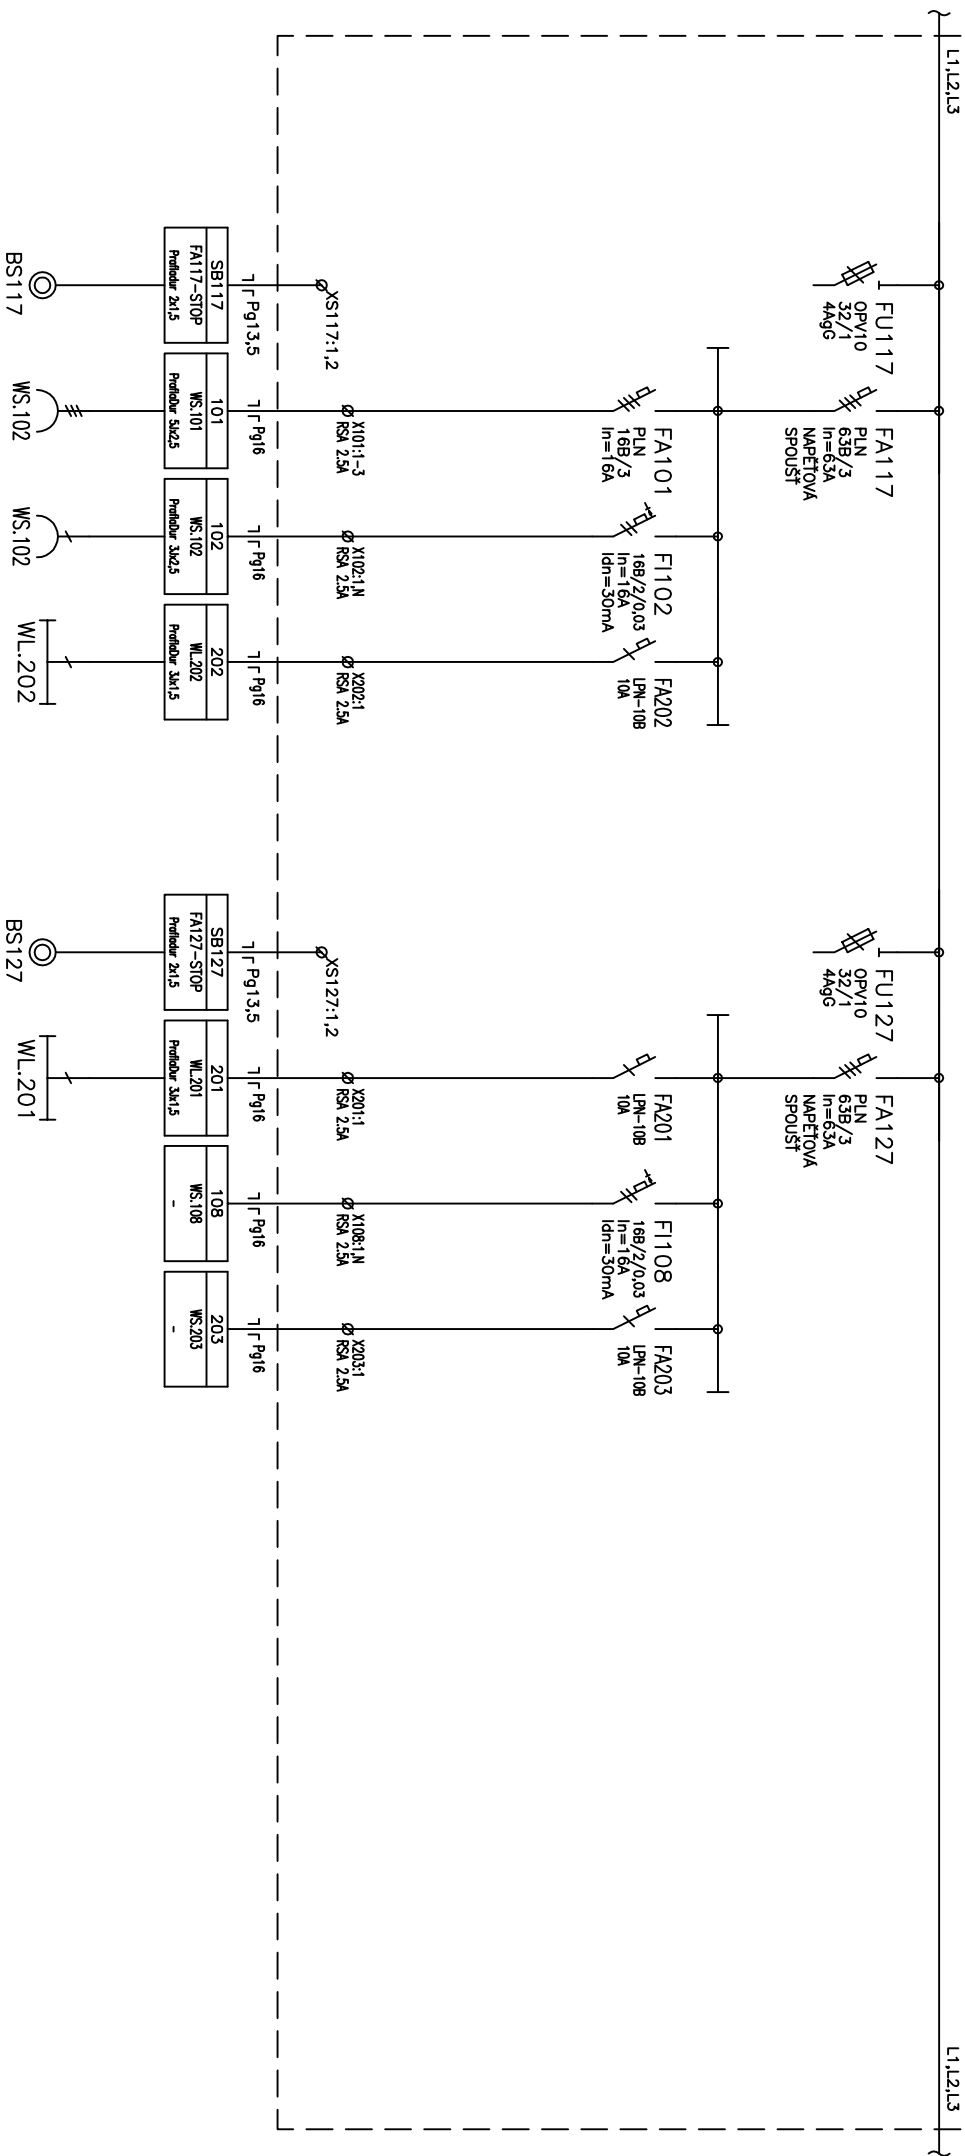 L1,L2,L3
L1,L2,L3
FU117
OPV10
32/1
4AgG
FA117
PLN
63B/3
In=63A
NAPĚŤOVÁ
SPOUŠŤ
FU127
OPV10
32/1
4AgG
FA127
PLN
63B/3
In=63A
NAPĚŤOVÁ
SPOUŠŤ
FA101
PLN
16B/3
In=16A
FI102
16B/2/0,03
In=16A
Idn=30mA
FA202
LPN-10B
10A
FA201
LPN-10B
10A
FI108
16B/2/0,03
In=16A
Idn=30mA
FA203
LPN-10B
10A
XS117:1,2
X101:1-3
RSA 2.5A
X102:1,N
RSA 2.5A
X202:1
RSA 2.5A
XS127:1,2
X201:1
RSA 2.5A
X108:1,N
RSA 2.5A
X203:1
RSA 2.5A
Pg13,5
Pg16
Pg16
Pg16
Pg13,5
Pg16
Pg16
Pg16
SB117
FA117-STOP
Prafladur 2x1,5
101
WS.101
PraflaDur 5Jx2,5
102
WS.102
PraflaDur 3Jx2,5
202
WL.202
PraflaDur 3Jx1,5
SB127
FA127-STOP
Prafladur 2x1,5
201
WL.201
PraflaDur 3Jx1,5
108
WS.108
-
203
WS.203
-
BS117
WS.102
WS.102
WL.202
BS127
WL.201